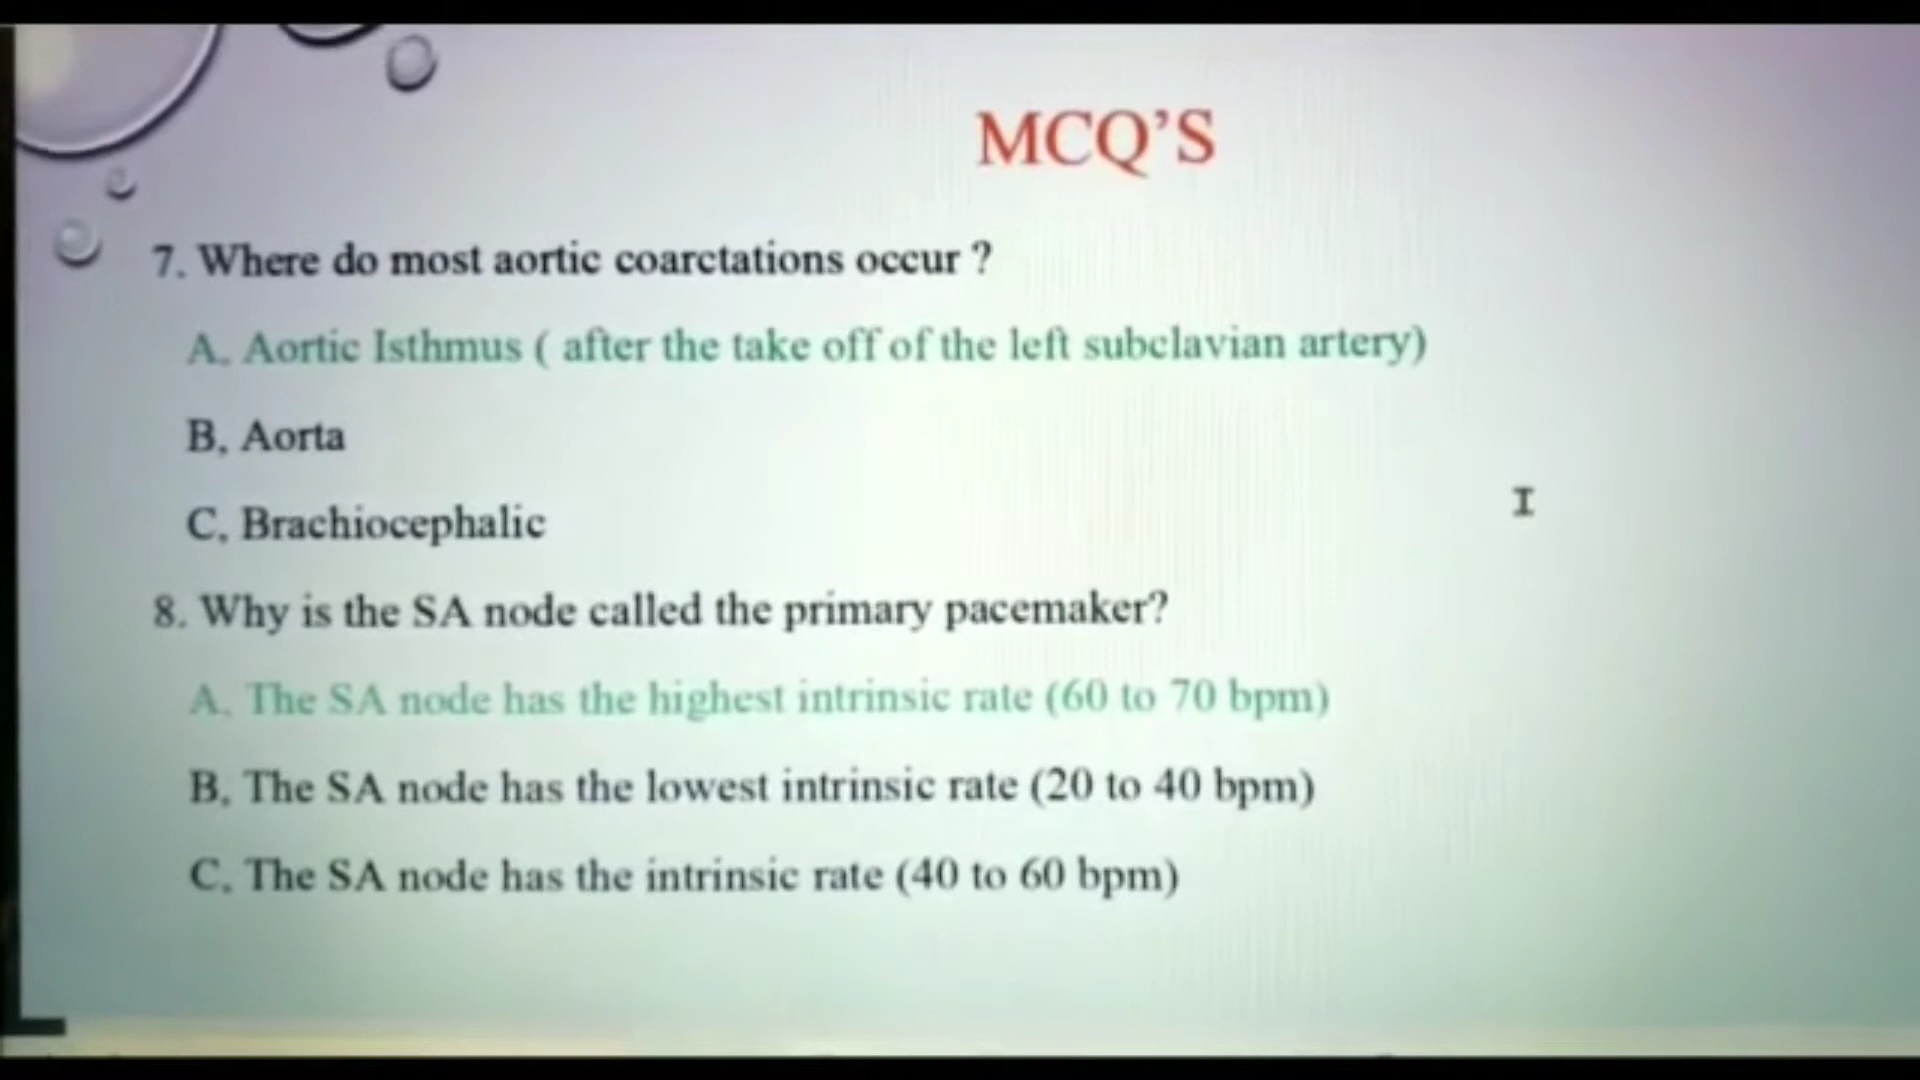 MCQ'S
7. Where do most aortic coarctations occur ?
A. Aortic Isthmus ( after the take off of the left subclavian artery)
B. Aorta
C. Brachiocephalic
8. Why is the SA node called the primary pacemaker?
A. The SA node has the highest intrinsic rate (60 to 70 bpm)
B. The SA node has the lowest intrinsic rate (20 to 40 bpm)
C. The SA node has the intrinsic rate (40 to 60 bpm)